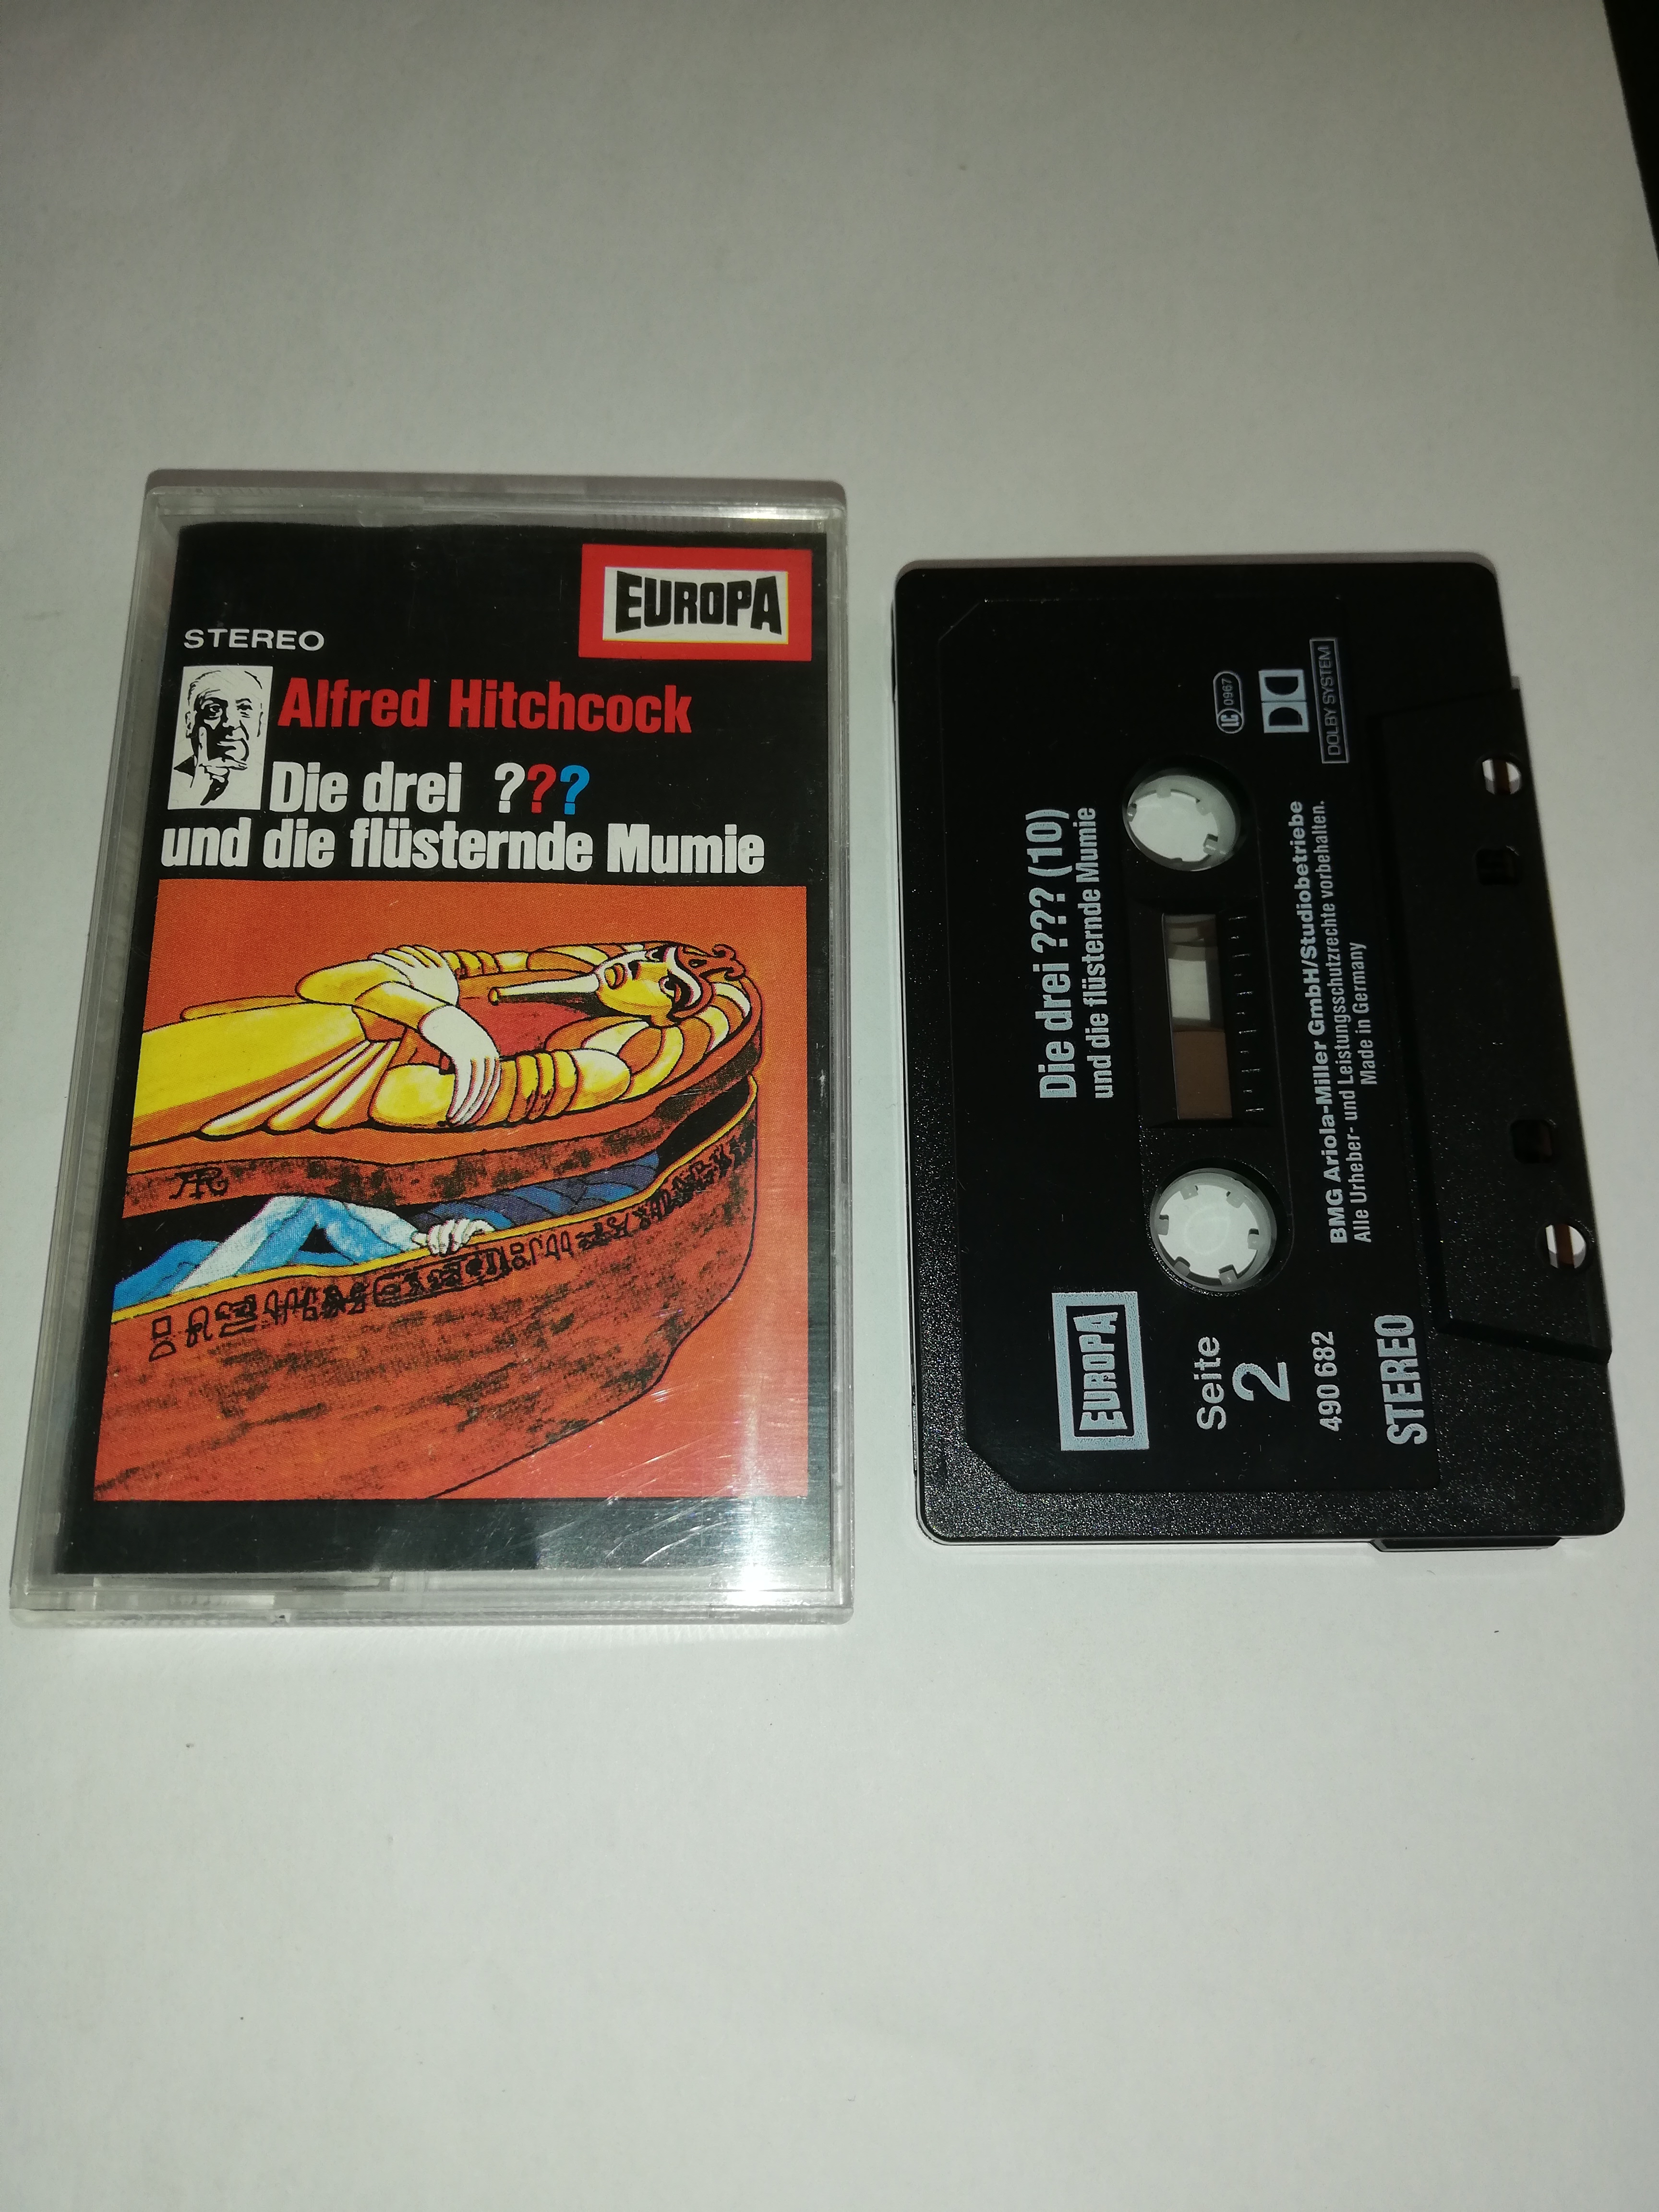 EUROPA
STEREO
Alfred Hitchcock
Die drei ???
und die flüsternde Mumie
Die drei ??? (10)
und die flüsternde Mumie
EUROPA
Seite
2
490 682
STEREO
LC 0967
DOLBY SYSTEM
BMG Ariola-Miller GmbH/Studiobetriebe
Alle Urheber- und Leistungsschutzrechte vorbehalten.
Made in Germany